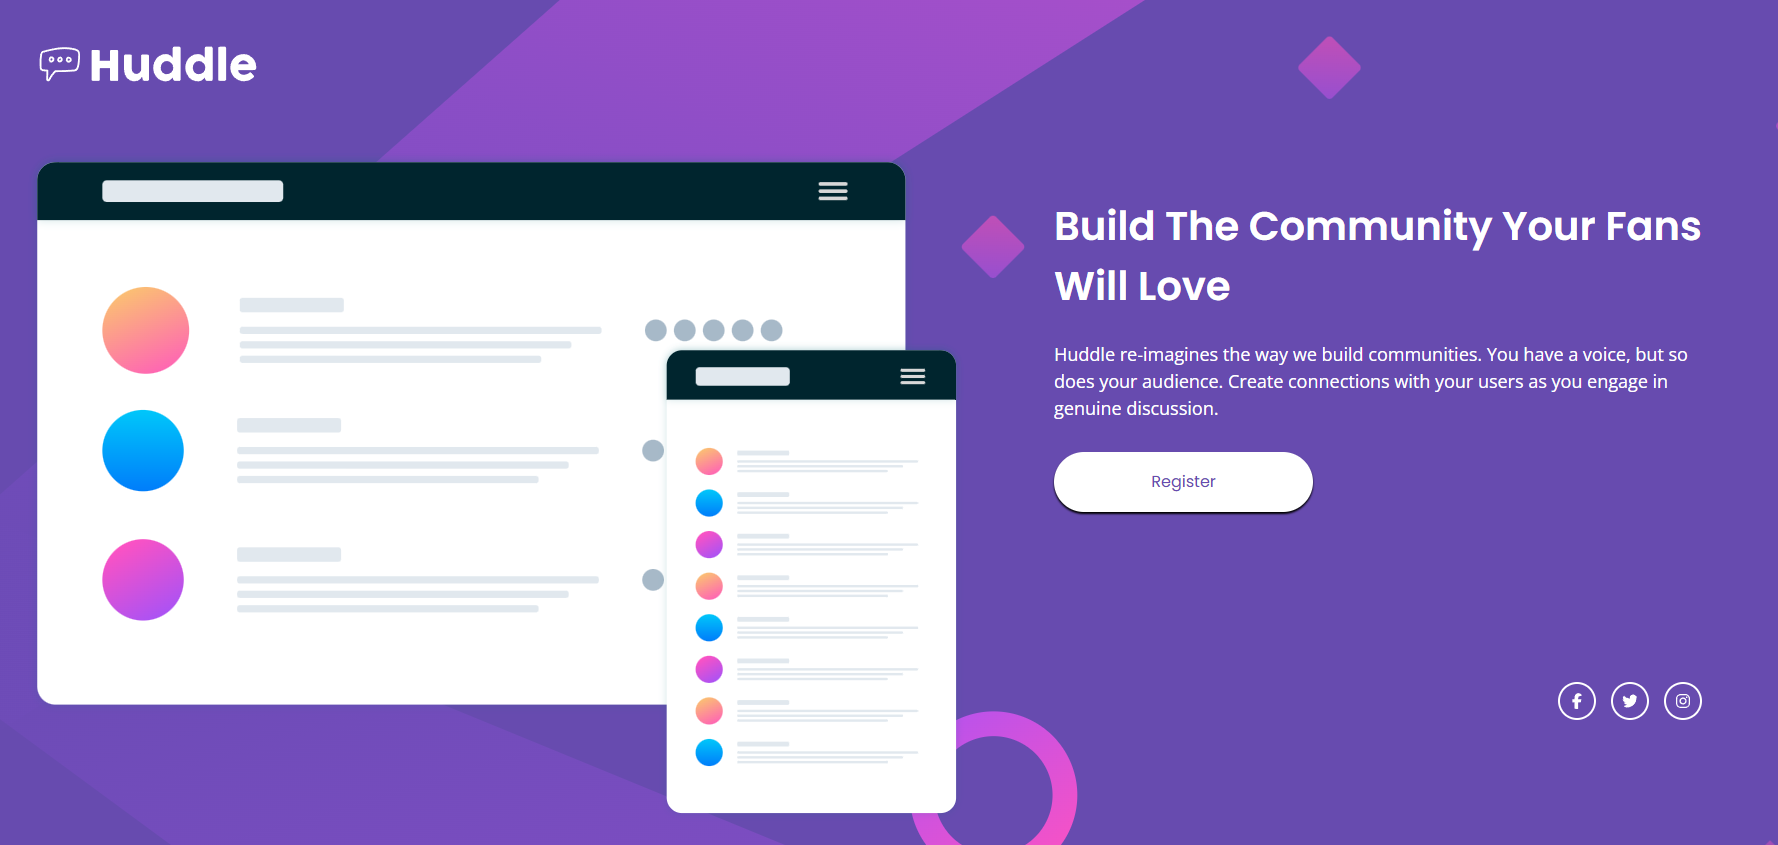 Huddle
Build The Community Your Fans
Will Love
Huddle re-imagines the way we build communities. You have a voice, but so
does your audience. Create connections with your users as you engage in
genuine discussion.
Register